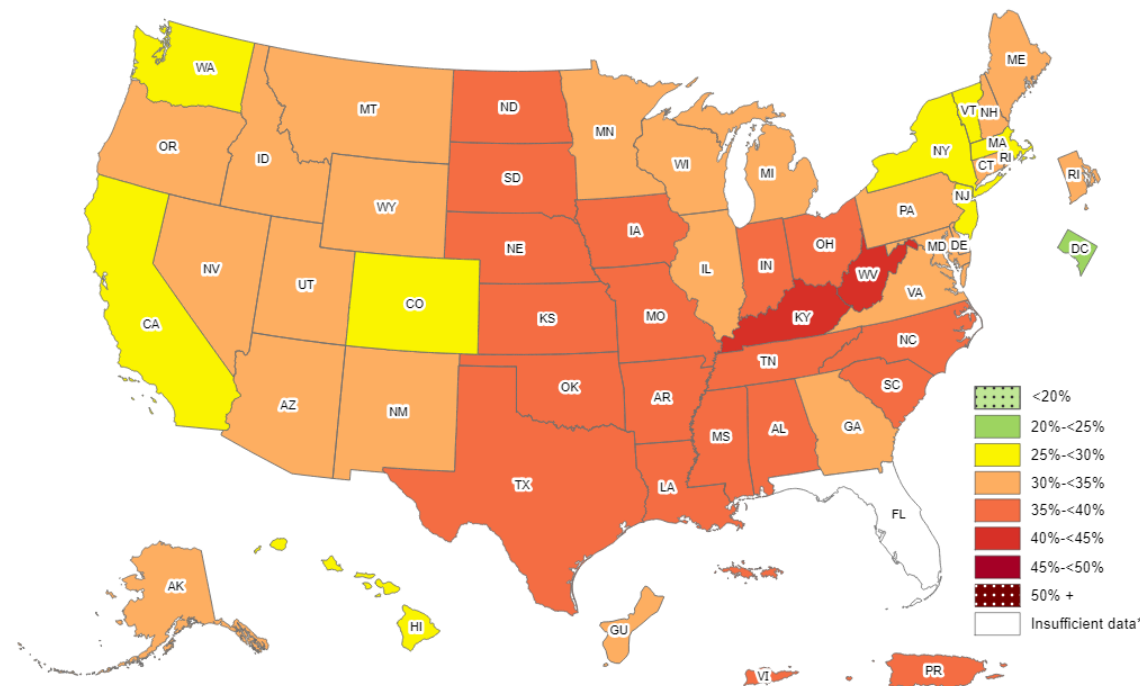 WA
OR
ID
MT
WY
NV
UT
CO
CA
AZ
NM
ND
SD
NE
KS
OK
TX
MN
IA
MO
AR
LA
WI
IL
MI
IN
OH
KY
WV
TN
MS
AL
GA
NC
SC
VA
FL
PA
NY
VT
NH
ME
MA
CT
RI
NJ
MD
DE
RI
DC
AK
HI
GU
VI
PR
<20%
20%-<25%
25%-<30%
30%-<35%
35%-<40%
40%-<45%
45%-<50%
50% +
Insufficient data*